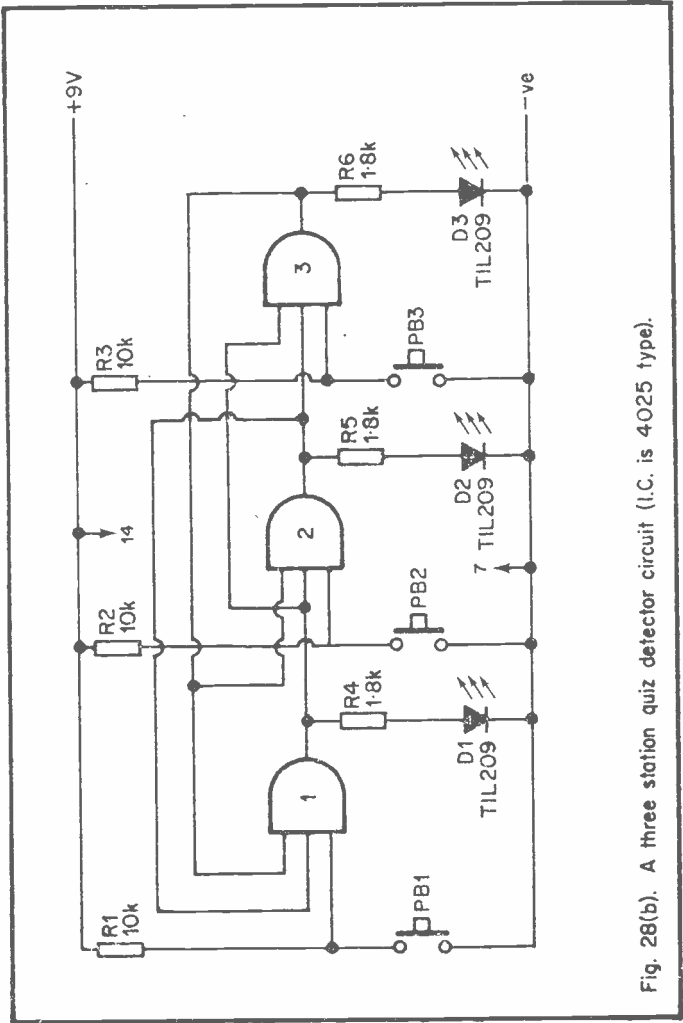 +9V
R1
10k
R2
10k
14
R3
10k
1
2
3
R4
1·8k
R5
1·8k
R6
1·8k
PB1
PB2
PB3
D1
TIL209
7
D2
TIL209
D3
TIL209
-ve
Fig. 28(b). A three station quiz detector circuit (I.C. is 4025 type).